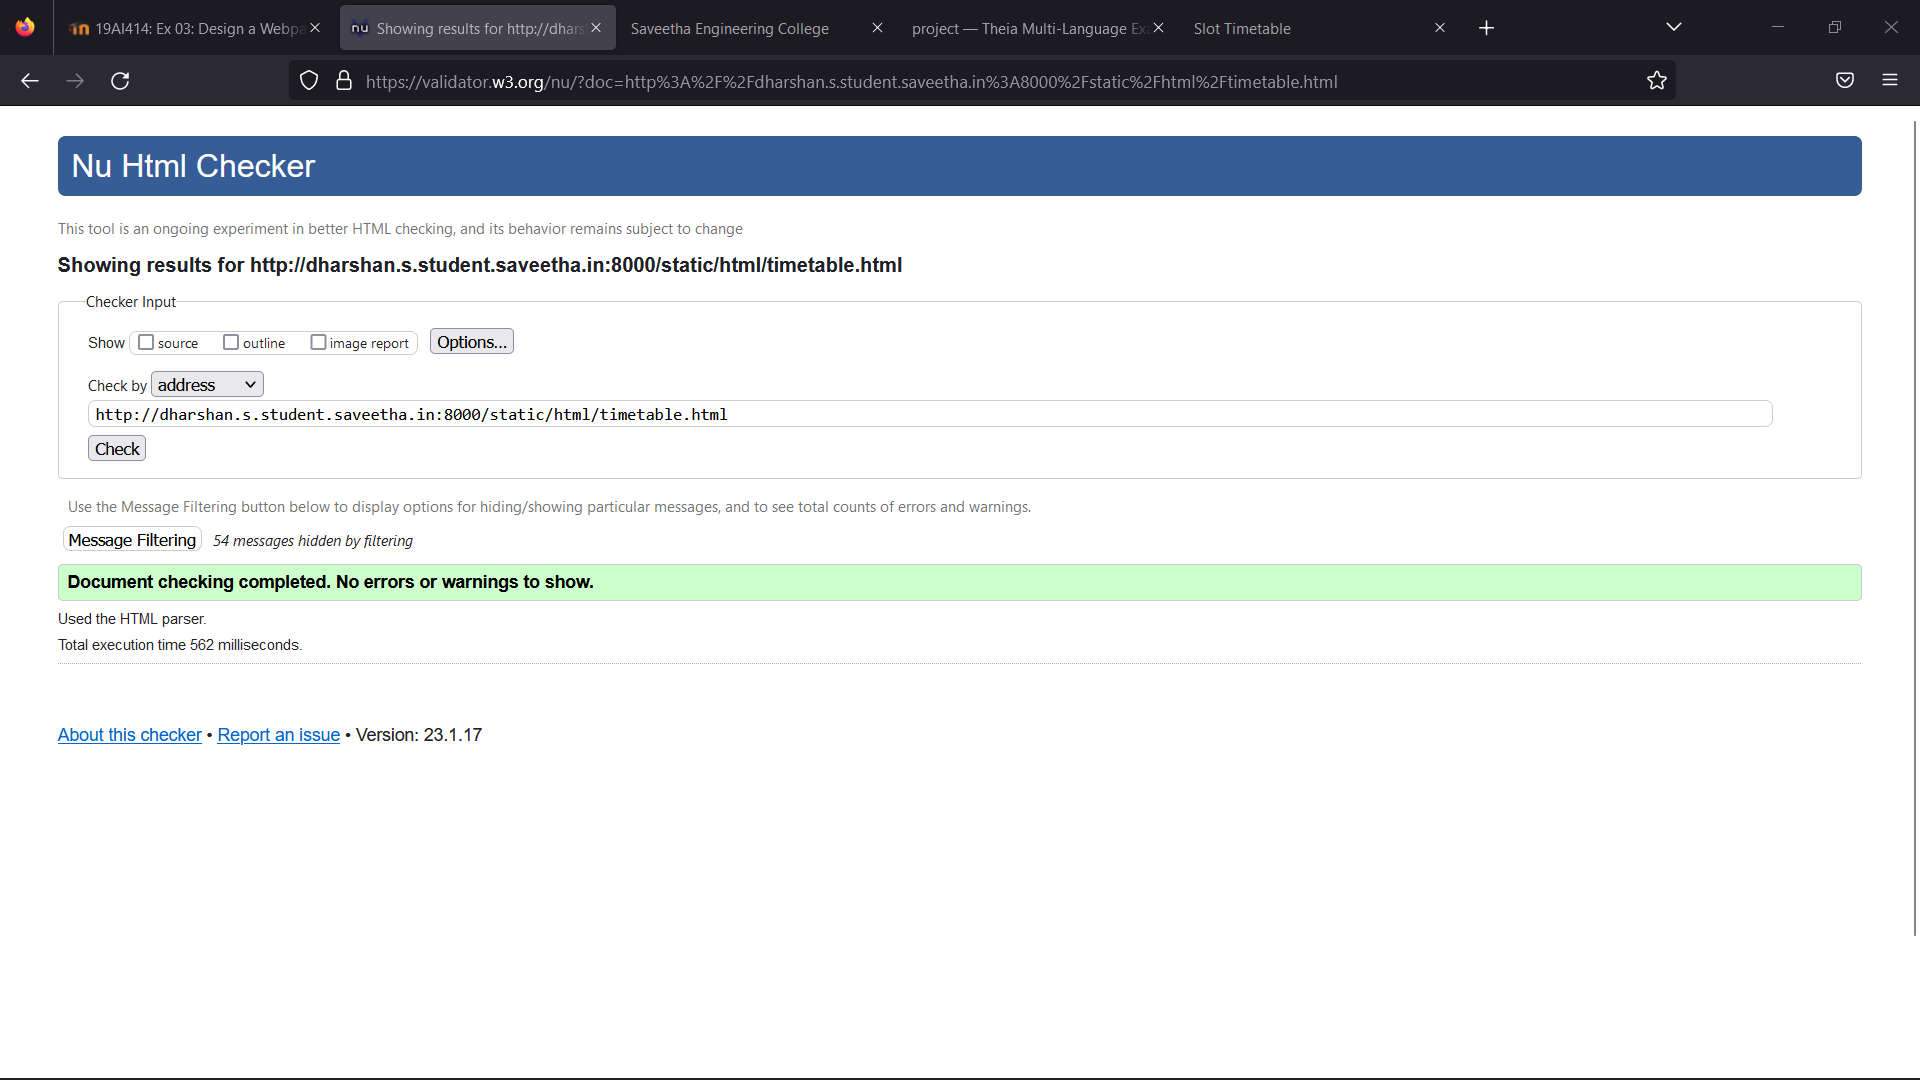 19AI414: Ex 03: Design a Webpa
nu Showing results for http://dhars
Saveetha Engineering College
project — Theia Multi-Language Ex
Slot Timetable
https://validator.w3.org/nu/?doc=http%3A%2F%2Fdharshan.s.student.saveetha.in%3A8000%2Fstatic%2Fhtml%2Ftimetable.html
Nu Html Checker
This tool is an ongoing experiment in better HTML checking, and its behavior remains subject to change
Showing results for http://dharshan.s.student.saveetha.in:8000/static/html/timetable.html
Checker Input
Show source outline image report Options...
Check by address
http://dharshan.s.student.saveetha.in:8000/static/html/timetable.html
Check
Use the Message Filtering button below to display options for hiding/showing particular messages, and to see total counts of errors and warnings.
Message Filtering 54 messages hidden by filtering
Document checking completed. No errors or warnings to show.
Used the HTML parser.
Total execution time 562 milliseconds.
About this checker • Report an issue • Version: 23.1.17